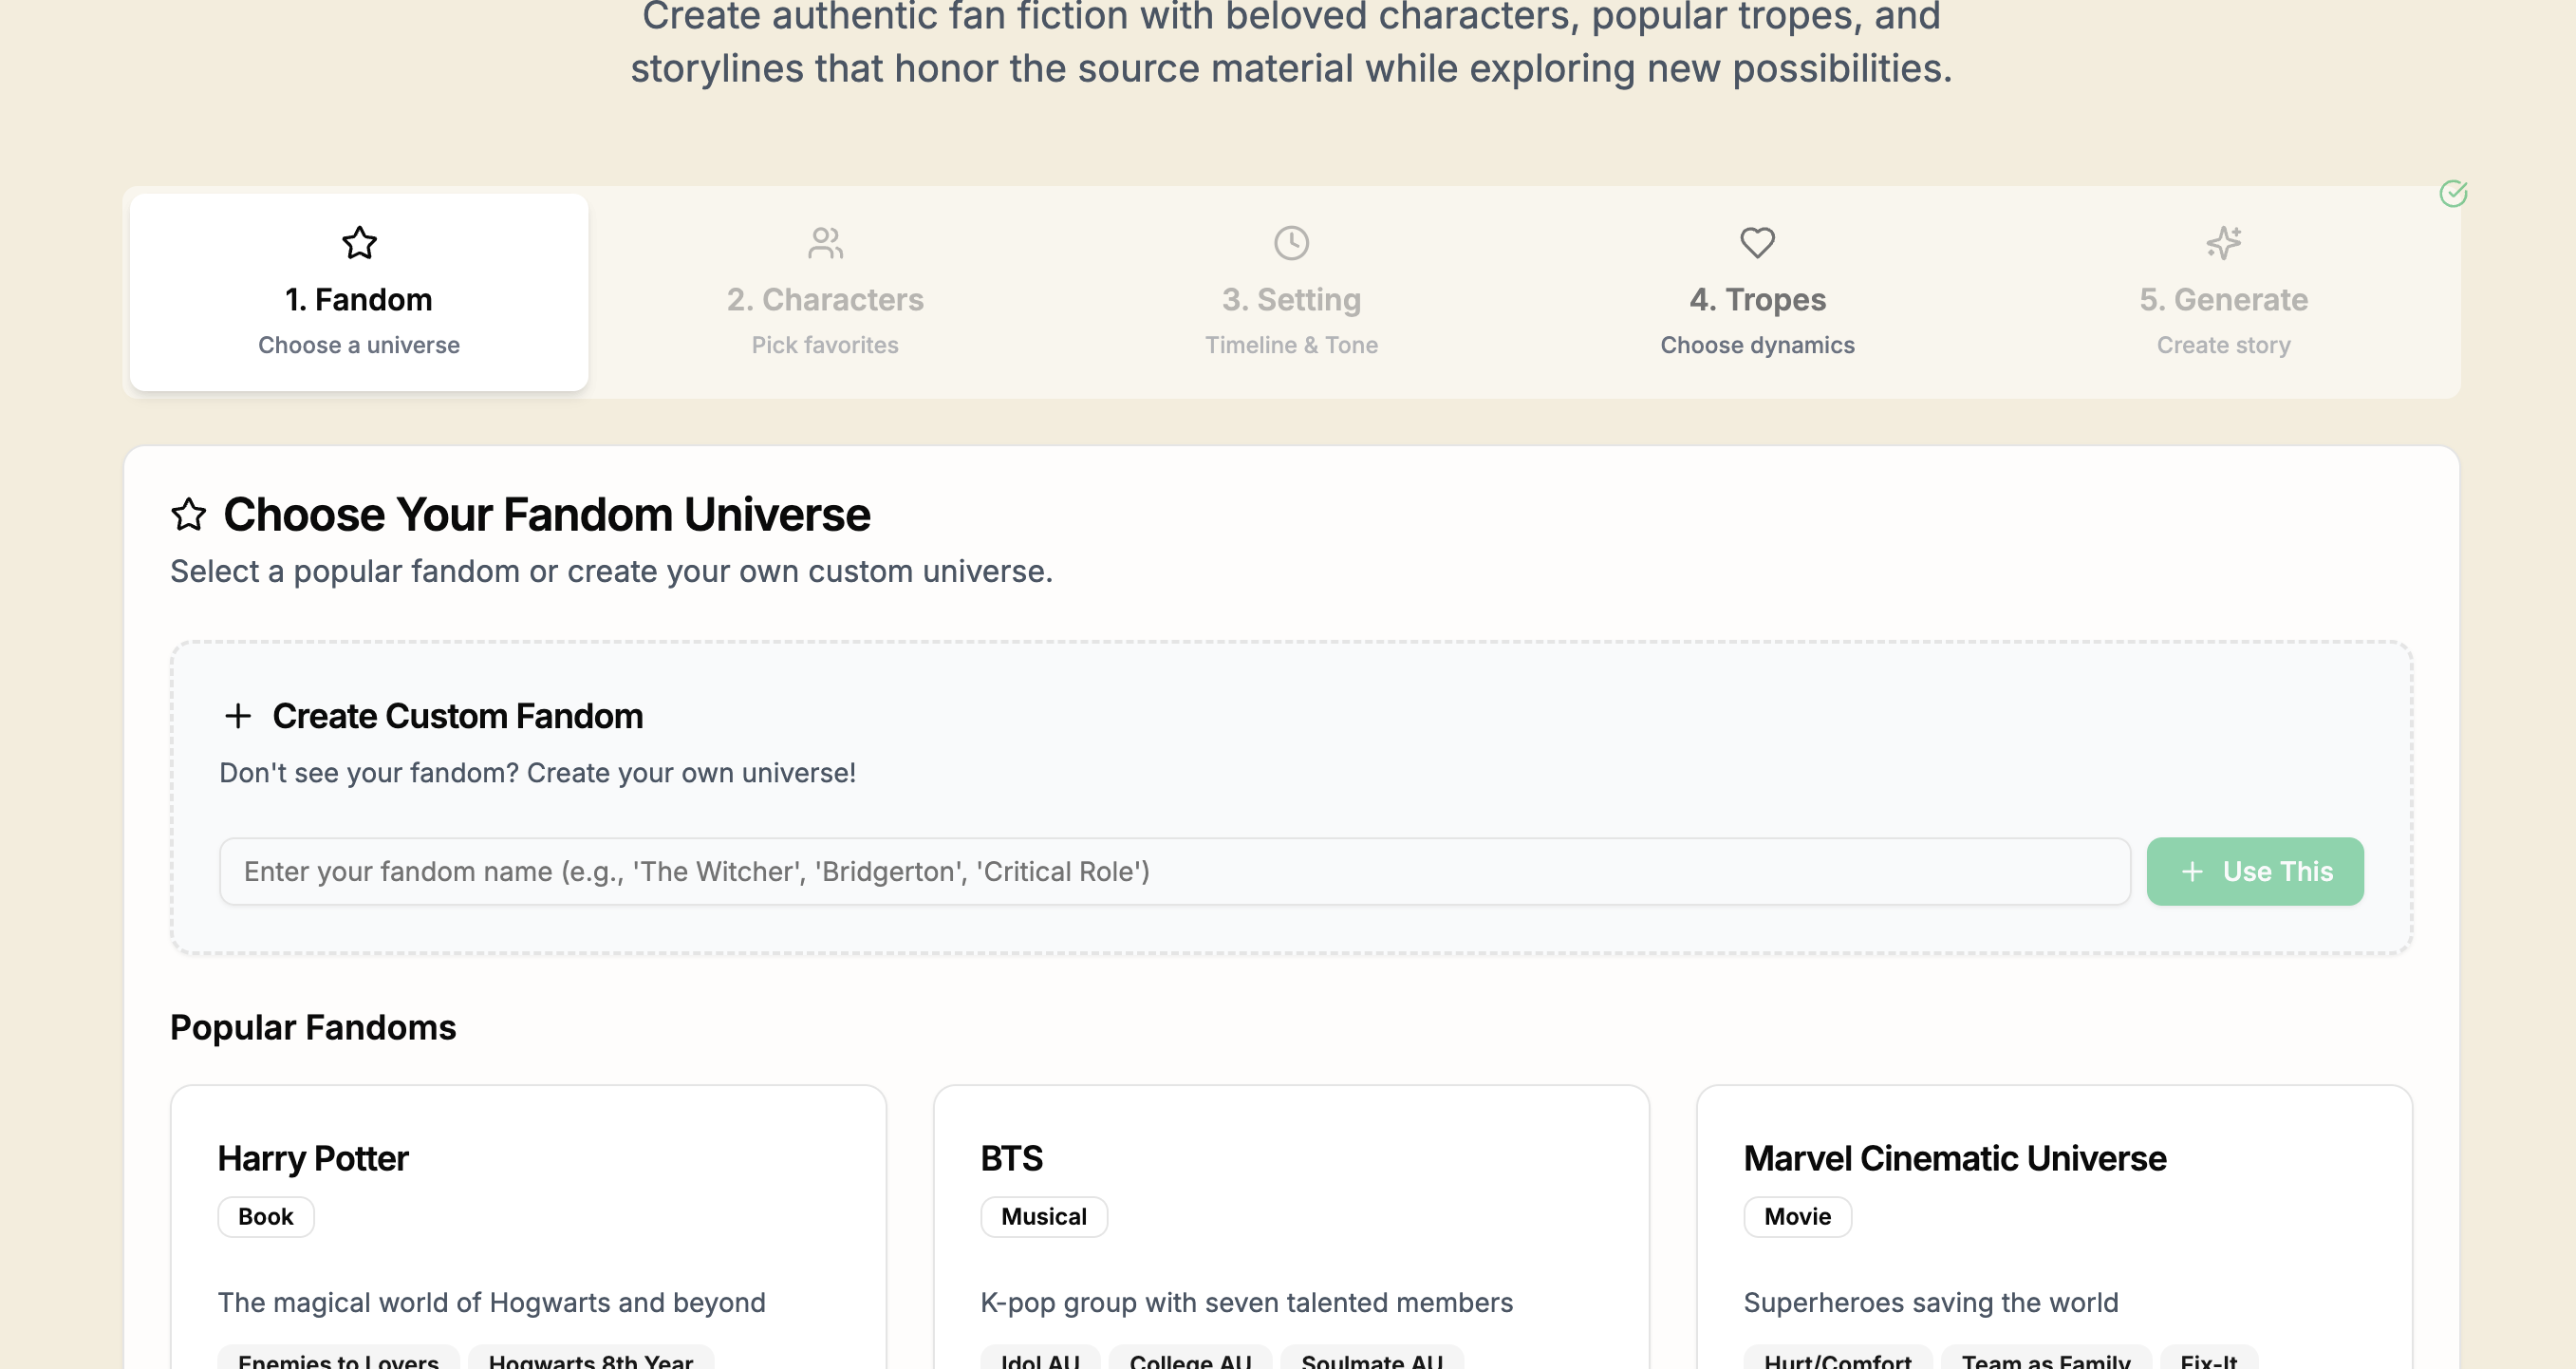 Create authentic fan fiction with beloved characters, popular tropes, and
storylines that honor the source material while exploring new possibilities.
1. Fandom
Choose a universe
2. Characters
Pick favorites
3. Setting
Timeline & Tone
4. Tropes
Choose dynamics
5. Generate
Create story
Choose Your Fandom Universe
Select a popular fandom or create your own custom universe.
Create Custom Fandom
Don't see your fandom? Create your own universe!
Enter your fandom name (e.g., 'The Witcher', 'Bridgerton', 'Critical Role')
Use This
Popular Fandoms
Harry Potter
Book
The magical world of Hogwarts and beyond
Enemies to Lovers
Hogwarts 8th Year
BTS
Musical
K-pop group with seven talented members
Idol AU
College AU
Soulmate AU
Marvel Cinematic Universe
Movie
Superheroes saving the world
Hurt/Comfort
Team as Family
Fix-It